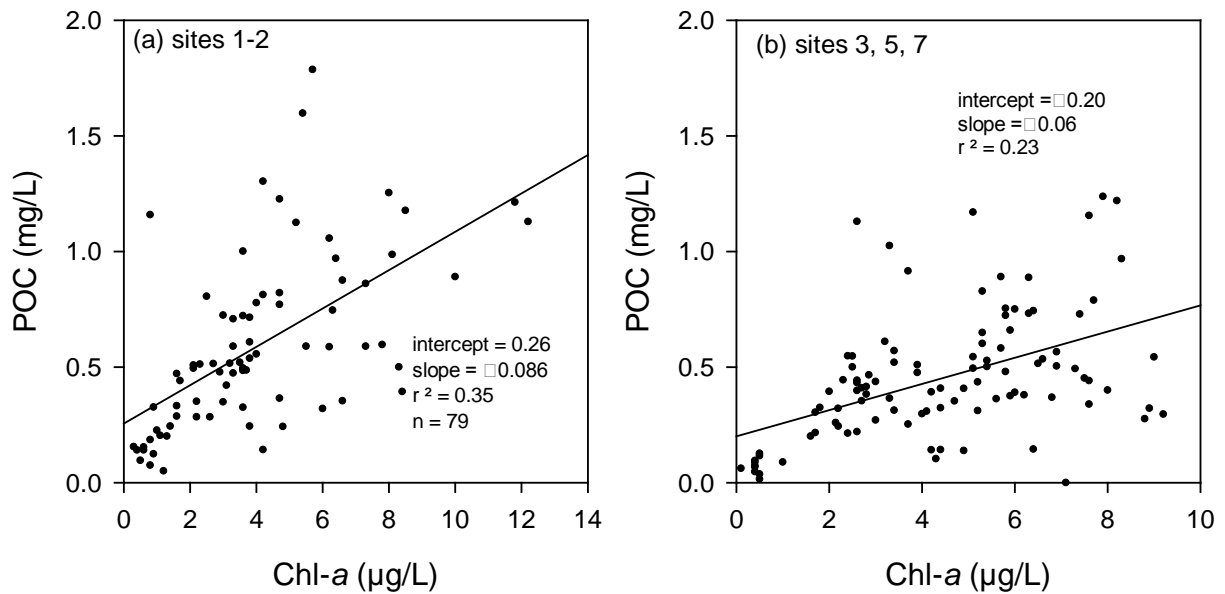 (a) sites 1-2
2.0
1.5
1.0
0.5
0.0
POC (mg/L)
intercept = 0.26
slope = □0.086
r ² = 0.35
n = 79
0 2 4 6 8 10 12 14
Chl-a (µg/L)
(b) sites 3, 5, 7
2.0
1.5
1.0
0.5
0.0
POC (mg/L)
intercept =□0.20
slope =□0.06
r ² = 0.23
0 2 4 6 8 10
Chl-a (µg/L)